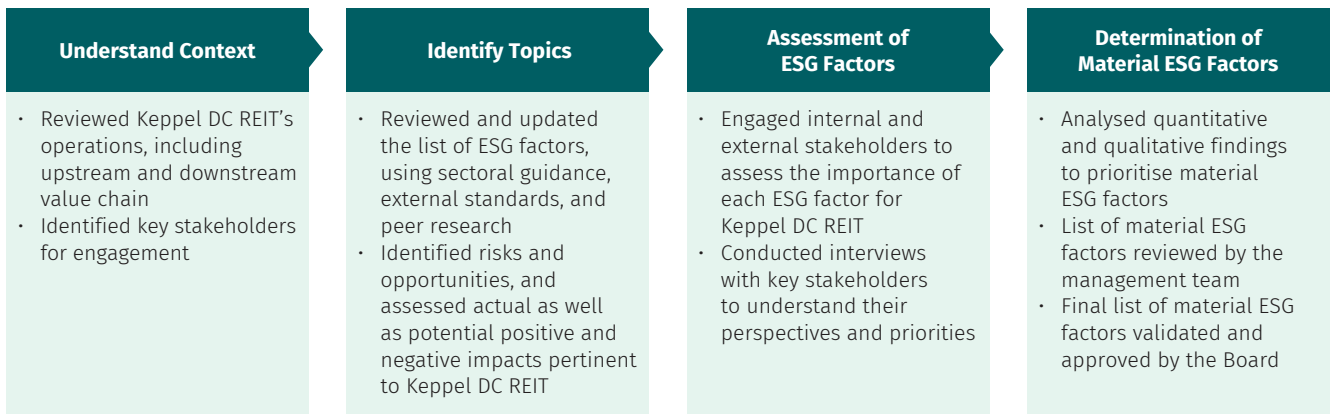 Understand Context
• Reviewed Keppel DC REIT’s
operations, including
upstream and downstream
value chain
• Identified key stakeholders
for engagement
Identify Topics
• Reviewed and updated
the list of ESG factors,
using sectoral guidance,
external standards, and
peer research
• Identified risks and
opportunities, and
assessed actual as well
as potential positive and
negative impacts pertinent
to Keppel DC REIT
Assessment of
ESG Factors
• Engaged internal and
external stakeholders to
assess the importance of
each ESG factor for
Keppel DC REIT
• Conducted interviews
with key stakeholders
to understand their
perspectives and priorities
Determination of
Material ESG Factors
• Analysed quantitative
and qualitative findings
to prioritise material
ESG factors
• List of material ESG
factors reviewed by the
management team
• Final list of material ESG
factors validated and
approved by the Board